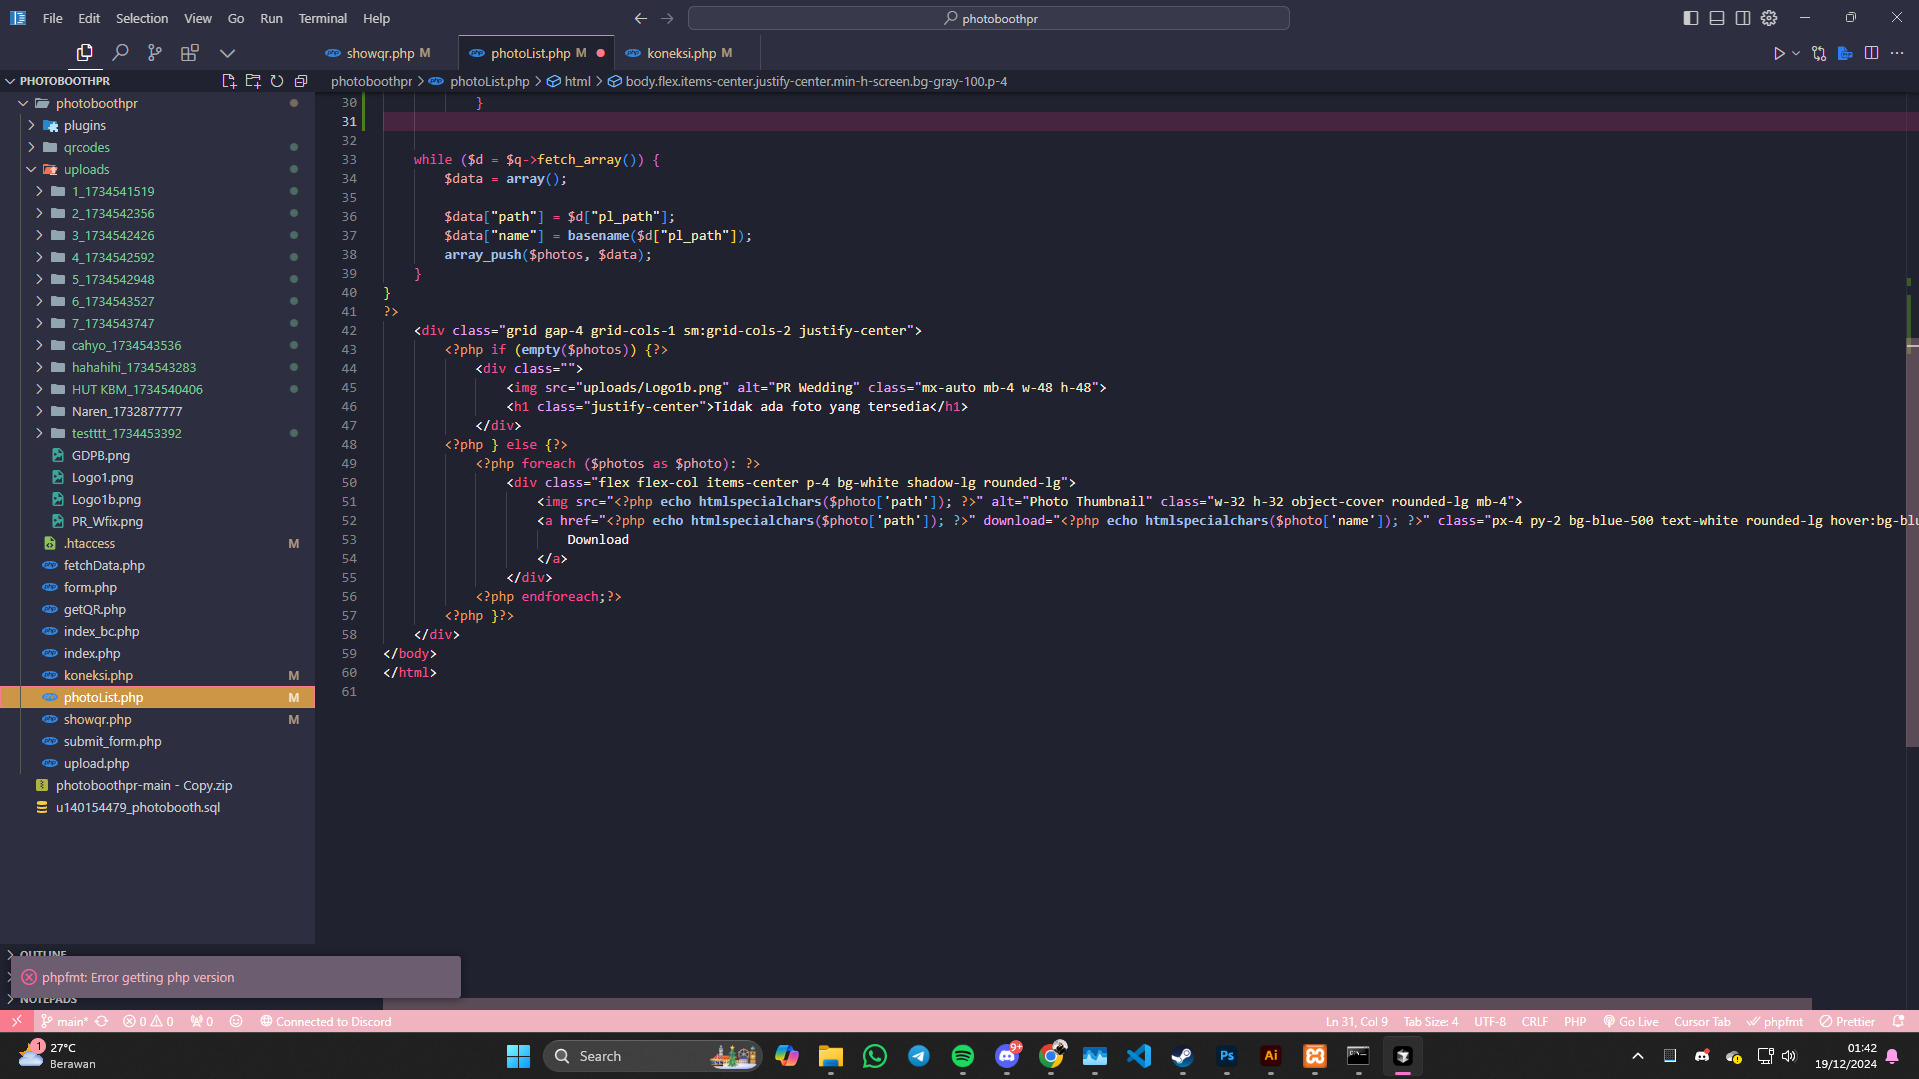 File Edit Selection View Go Run Terminal Help
photoboothpr
showqr.php M
photoList.php M
koneksi.php M
PHOTOBOOTHPR
photoboothpr > photoList.php > html > body.flex.items-center.justify-center.min-h-screen.bg-gray-100.p-4
photoboothpr
plugins
qrcodes
uploads
1_1734541519
2_1734542356
3_1734542426
4_1734542592
5_1734542948
6_1734543527
7_1734543747
cahyo_1734543536
hahahihi_1734543283
HUT KBM_1734540406
Naren_1732877777
testttt_1734453392
GDPB.png
Logo1.png
Logo1b.png
PR_Wfix.png
.htaccess M
fetchData.php
form.php
getQR.php
index_bc.php
index.php
koneksi.php M
photoList.php M
showqr.php M
submit_form.php
upload.php
photoboothpr-main - Copy.zip
u140154479_photobooth.sql
OUTLINE
NOTEPADS
30 }
31
32
33 while ($d = $q->fetch_array()) {
34 $data = array();
35
36 $data["path"] = $d["pl_path"];
37 $data["name"] = basename($d["pl_path"]);
38 array_push($photos, $data);
39 }
40 }
41 ?>
42 <div class="grid gap-4 grid-cols-1 sm:grid-cols-2 justify-center">
43 <?php if (empty($photos)) {?>
44 <div class="">
45 <img src="uploads/Logo1b.png" alt="PR Wedding" class="mx-auto mb-4 w-48 h-48">
46 <h1 class="justify-center">Tidak ada foto yang tersedia</h1>
47 </div>
48 <?php } else {?>
49 <?php foreach ($photos as $photo): ?>
50 <div class="flex flex-col items-center p-4 bg-white shadow-lg rounded-lg">
51 <img src="<?php echo htmlspecialchars($photo['path']); ?>" alt="Photo Thumbnail" class="w-32 h-32 object-cover rounded-lg mb-4">
52 <a href="<?php echo htmlspecialchars($photo['path']); ?>" download="<?php echo htmlspecialchars($photo['name']); ?>" class="px-4 py-2 bg-blue-500 text-white rounded-lg hover:bg-blu
53 Download
54 </a>
55 </div>
56 <?php endforeach;?>
57 <?php }?>
58 </div>
59 </body>
60 </html>
61
phpfmt: Error getting php version
main* 0 0 0 Connected to Discord
Ln 31, Col 9 Tab Size: 4 UTF-8 CRLF PHP Go Live Cursor Tab phpfmt Prettier
1
27°C
Berawan
Search
9+
Ps
Ai
01:42
19/12/2024